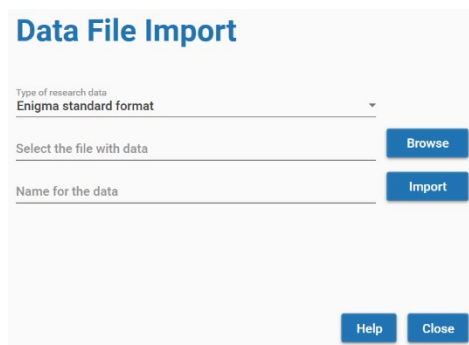 Data File Import
Type of research data
Enigma standard format
Select the file with data
Browse
Name for the data
Import
Help
Close